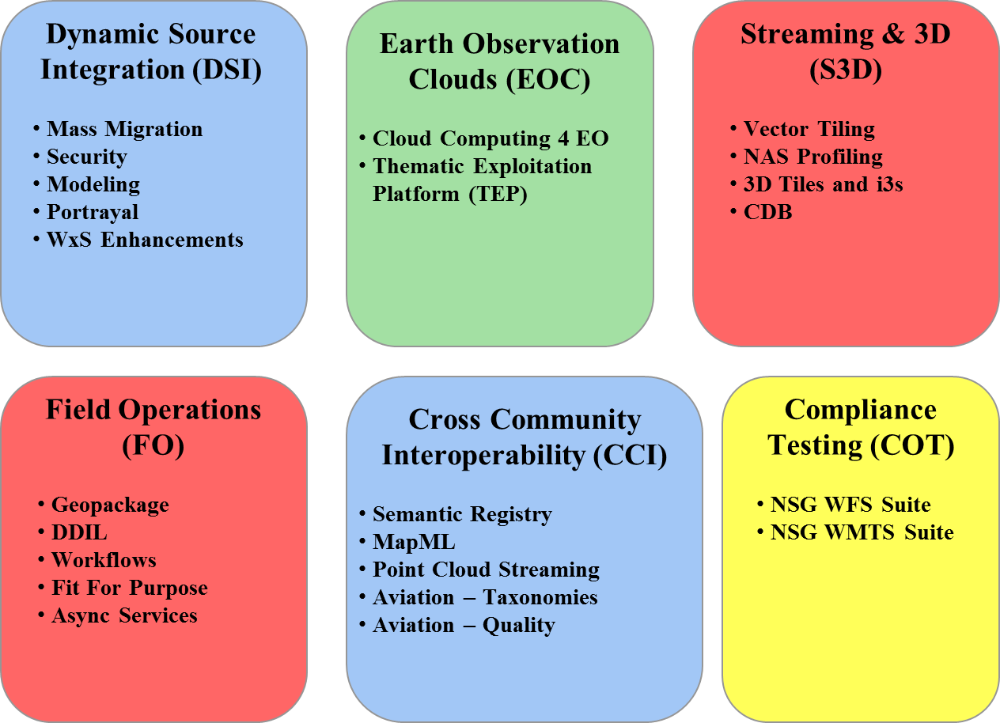 Dynamic Source
Integration (DSI)
• Mass Migration
• Security
• Modeling
• Portrayal
• WxS Enhancements
Earth Observation
Clouds (EOC)
• Cloud Computing 4 EO
• Thematic Exploitation
Platform (TEP)
Streaming & 3D
(S3D)
• Vector Tiling
• NAS Profiling
• 3D Tiles and i3s
• CDB
Field Operations
(FO)
• Geopackage
• DDIL
• Workflows
• Fit For Purpose
• Async Services
Cross Community
Interoperability (CCI)
• Semantic Registry
• MapML
• Point Cloud Streaming
• Aviation – Taxonomies
• Aviation – Quality
Compliance
Testing (COT)
• NSG WFS Suite
• NSG WMTS Suite